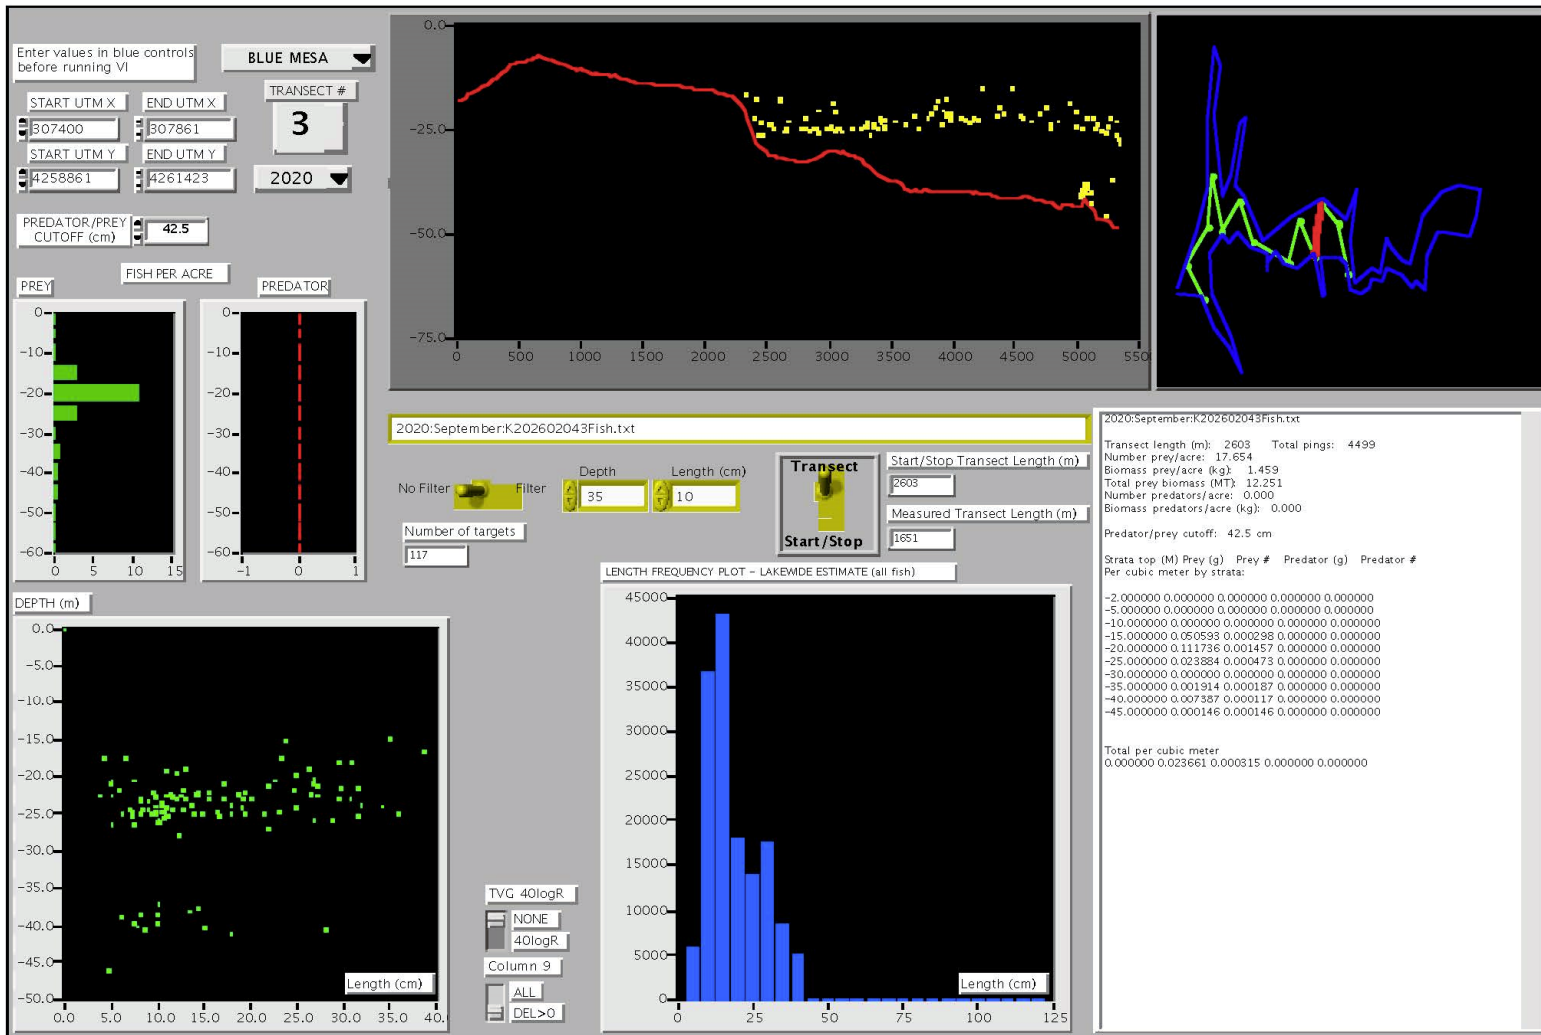 Enter values in blue controls
before running VI
BLUE MESA
TRANSECT #
3
START UTM X
END UTM X
307400
307861
START UTM Y
END UTM Y
4258861
4261423
2020
PREDATOR/PREY
CUTOFF (cm)
42.5
FISH PER ACRE
PREY
PREDATOR
0
-10
-20
-30
-40
-50
-60
0 5 10 15
0
-10
-20
-30
-40
-50
-60
-1 0 1
0.0
-25.0
-50.0
-75.0
0 500 1000 1500 2000 2500 3000 3500 4000 4500 5000 5500
2020:September:K202602043Fish.txt
No Filter
Filter
Depth
35
Length (cm)
10
Number of targets
117
Transect
Start/Stop
Start/Stop Transect Length (m)
2603
Measured Transect Length (m)
1651
DEPTH (m)
0.0
-5.0
-10.0
-15.0
-20.0
-25.0
-30.0
-35.0
-40.0
-45.0
-50.0
Length (cm)
0.0 5.0 10.0 15.0 20.0 25.0 30.0 35.0 40.
TVG 40logR
NONE
40logR
Column 9
ALL
DEL>0
LENGTH FREQUENCY PLOT - LAKEWIDE ESTIMATE (all fish)
45000
40000
35000
30000
25000
20000
15000
10000
5000
0
Length (cm)
0 25 50 75 100 125
2020:September:K202602043Fish.txt
Transect length (m): 2603 Total pings: 4499
Number prey/acre: 17.654
Biomass prey/acre (kg): 1.459
Total prey biomass (MT): 12.251
Number predators/acre: 0.000
Biomass predators/acre (kg): 0.000
Predator/prey cutoff: 42.5 cm
Strata top (M) Prey (g) Prey # Predator (g) Predator #
Per cubic meter by strata:
-2.000000 0.000000 0.000000 0.000000 0.000000
-5.000000 0.000000 0.000000 0.000000 0.000000
-10.000000 0.000000 0.000000 0.000000 0.000000
-15.000000 0.050593 0.000298 0.000000 0.000000
-20.000000 0.111736 0.001457 0.000000 0.000000
-25.000000 0.023884 0.000473 0.000000 0.000000
-30.000000 0.000000 0.000000 0.000000 0.000000
-35.000000 0.001914 0.000187 0.000000 0.000000
-40.000000 0.007387 0.000117 0.000000 0.000000
-45.000000 0.000146 0.000146 0.000000 0.000000
Total per cubic meter
0.000000 0.023661 0.000315 0.000000 0.000000